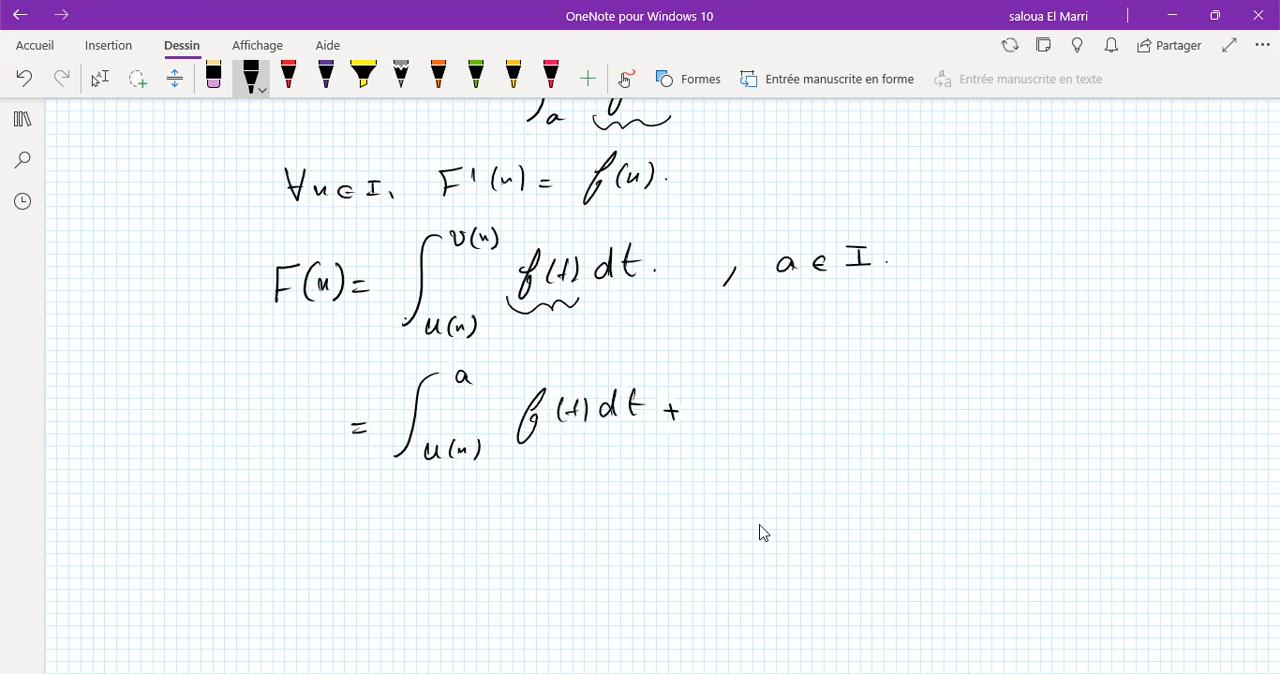 OneNote pour Windows 10
saloua El Marri
Accueil Insertion Dessin Affichage Aide
Partager
Formes Entrée manuscrite en forme Entrée manuscrite en texte
∫_a
∀x ∈ I, F'(x) = f(x).
F(x) = ∫_{u(x)}^{v(x)} f(t) dt. , a ∈ I.
= ∫_{u(x)}^{a} f(t) dt +